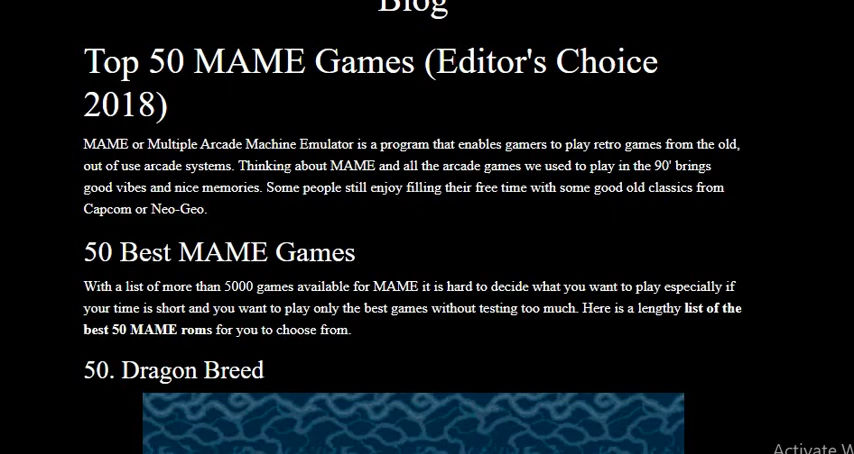 Blog
Top 50 MAME Games (Editor's Choice
2018)
MAME or Multiple Arcade Machine Emulator is a program that enables gamers to play retro games from the old,
out of use arcade systems. Thinking about MAME and all the arcade games we used to play in the 90' brings
good vibes and nice memories. Some people still enjoy filling their free time with some good old classics from
Capcom or Neo-Geo.
50 Best MAME Games
With a list of more than 5000 games available for MAME it is hard to decide what you want to play especially if
your time is short and you want to play only the best games without testing too much. Here is a lengthy list of the
best 50 MAME roms for you to choose from.
50. Dragon Breed
Activate W